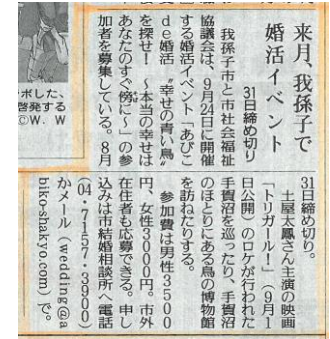 来月、我孫子で
婚活イベント
31日締め切り
我孫子市と市社会福祉
協議会は、9月24日に開催
する婚活イベント「あびこ
de婚活 〝幸せの青い鳥〟
を探せ！ ～本当の幸せは
あなたのすぐ傍に～」の参
加者を募集している。8月
31日締め切り。
土屋太鳳さん主演の映画
「トリガール！」（9月1
日公開）のロケが行われた
手賀沼を巡ったり、手賀沼
のほとりにある鳥の博物館
を訪ねたりする。
参加費は男性3500
円、女性3000円。市外
在住者も応募できる。申し
込みは市結婚相談所へ電話
（04・7157・3900）
かメール（wedding@a
biko-shakyo.com）で。
ボした、
啓発する
©W．W